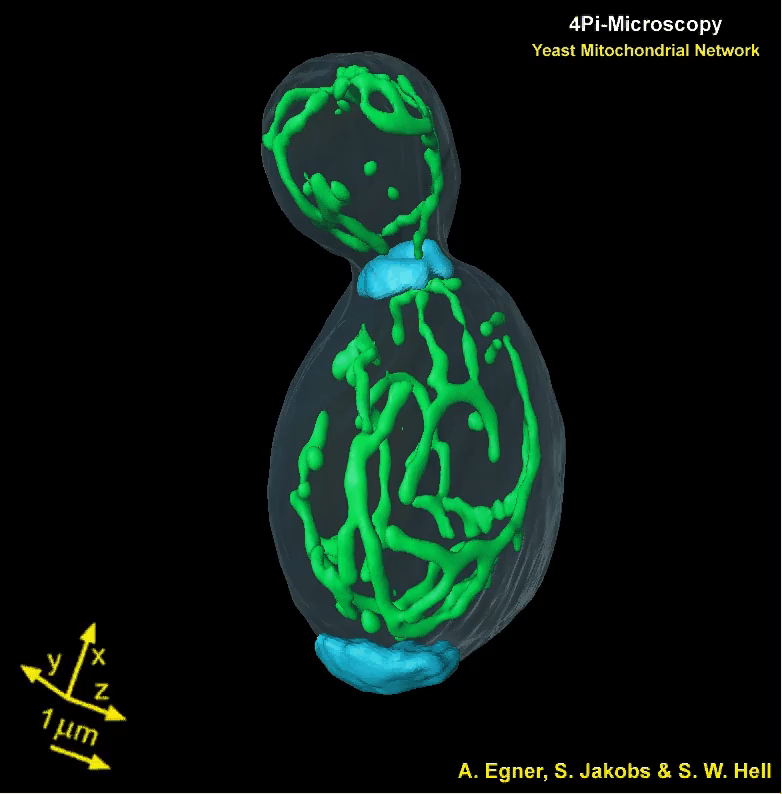 4Pi-Microscopy
Yeast Mitochondrial Network
y
x
z
1 μm
A. Egner, S. Jakobs & S. W. Hell